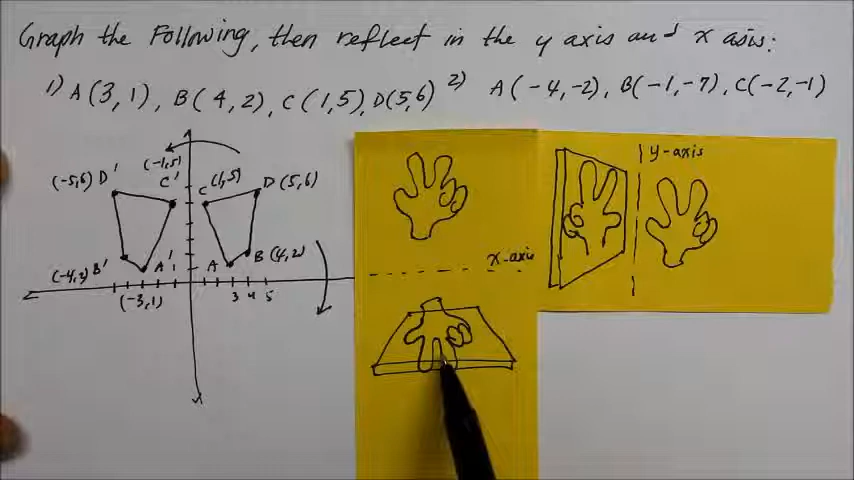 Graph the Following, then reflect in the y axis and x asis:
1) A(3,1), B(4,2), C(1,5), D(5,6) 2) A(-4,-2), B(-1,-7), C(-2,-1)
(-5,6) D' (-1,5) C' C (1,5) D (5,6)
(-4,2) B' A' 1 A B (4,2)
(-3,1) 3 4 5
x-axis
y-axis